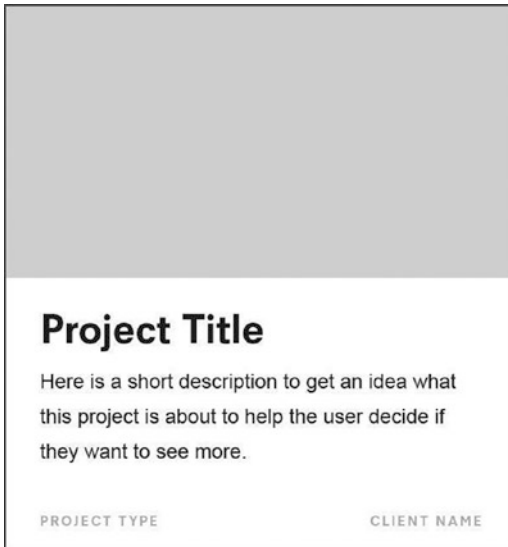 Project Title
Here is a short description to get an idea what
this project is about to help the user decide if
they want to see more.
PROJECT TYPE
CLIENT NAME